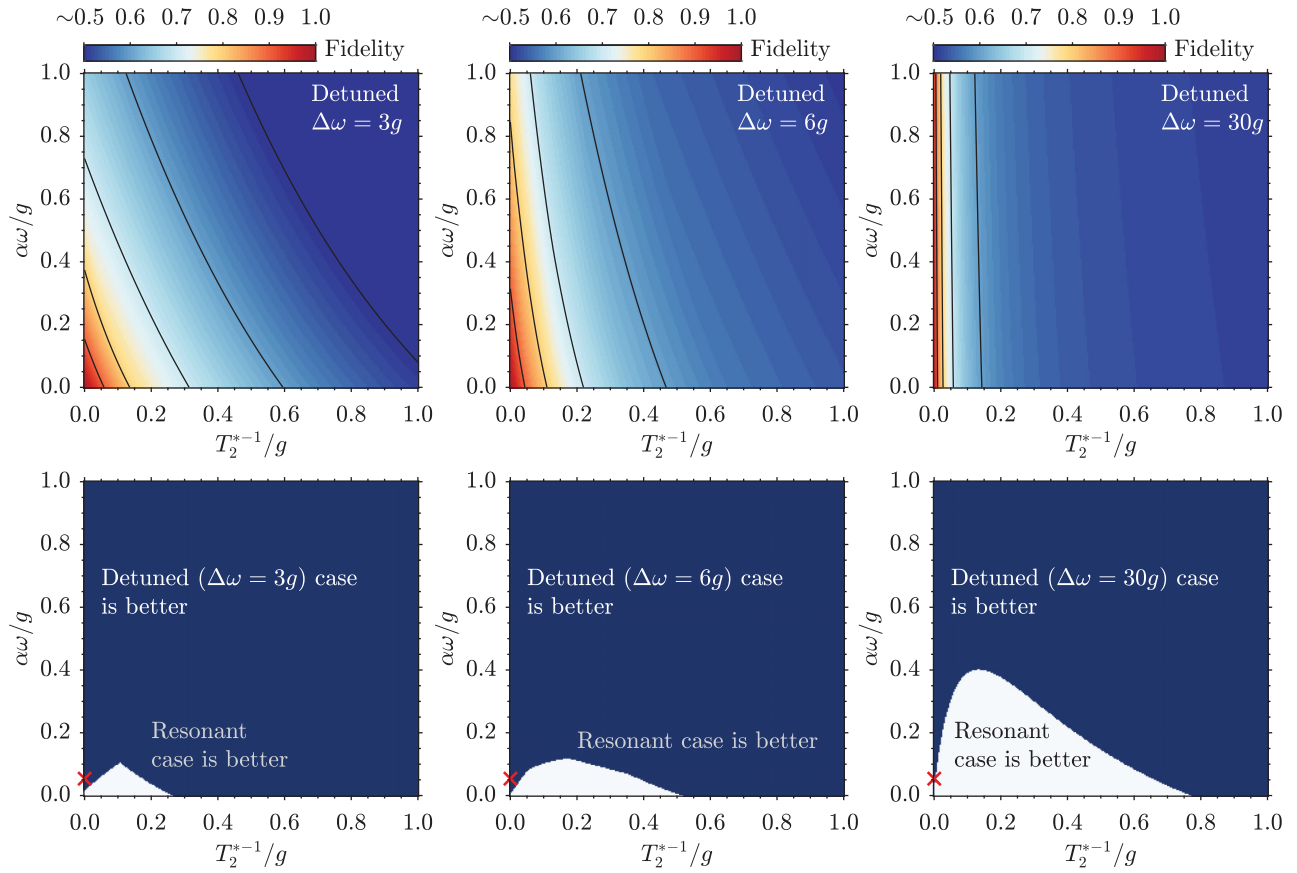 ∼0.5 0.6 0.7 0.8 0.9 1.0
Fidelity
Detuned
Δω = 3g
1.0
0.8
0.6
0.4
0.2
0.0
αω/g
0.0 0.2 0.4 0.6 0.8 1.0
T₂*⁻¹/g
∼0.5 0.6 0.7 0.8 0.9 1.0
Fidelity
Detuned
Δω = 6g
1.0
0.8
0.6
0.4
0.2
0.0
αω/g
0.0 0.2 0.4 0.6 0.8 1.0
T₂*⁻¹/g
∼0.5 0.6 0.7 0.8 0.9 1.0
Fidelity
Detuned
Δω = 30g
1.0
0.8
0.6
0.4
0.2
0.0
αω/g
0.0 0.2 0.4 0.6 0.8 1.0
T₂*⁻¹/g
1.0
0.8
0.6
0.4
0.2
0.0
αω/g
Detuned (Δω = 3g) case
is better
Resonant
case is better
0.0 0.2 0.4 0.6 0.8 1.0
T₂*⁻¹/g
1.0
0.8
0.6
0.4
0.2
0.0
αω/g
Detuned (Δω = 6g) case
is better
Resonant case is better
0.0 0.2 0.4 0.6 0.8 1.0
T₂*⁻¹/g
1.0
0.8
0.6
0.4
0.2
0.0
αω/g
Detuned (Δω = 30g) case
is better
Resonant
case is better
0.0 0.2 0.4 0.6 0.8 1.0
T₂*⁻¹/g